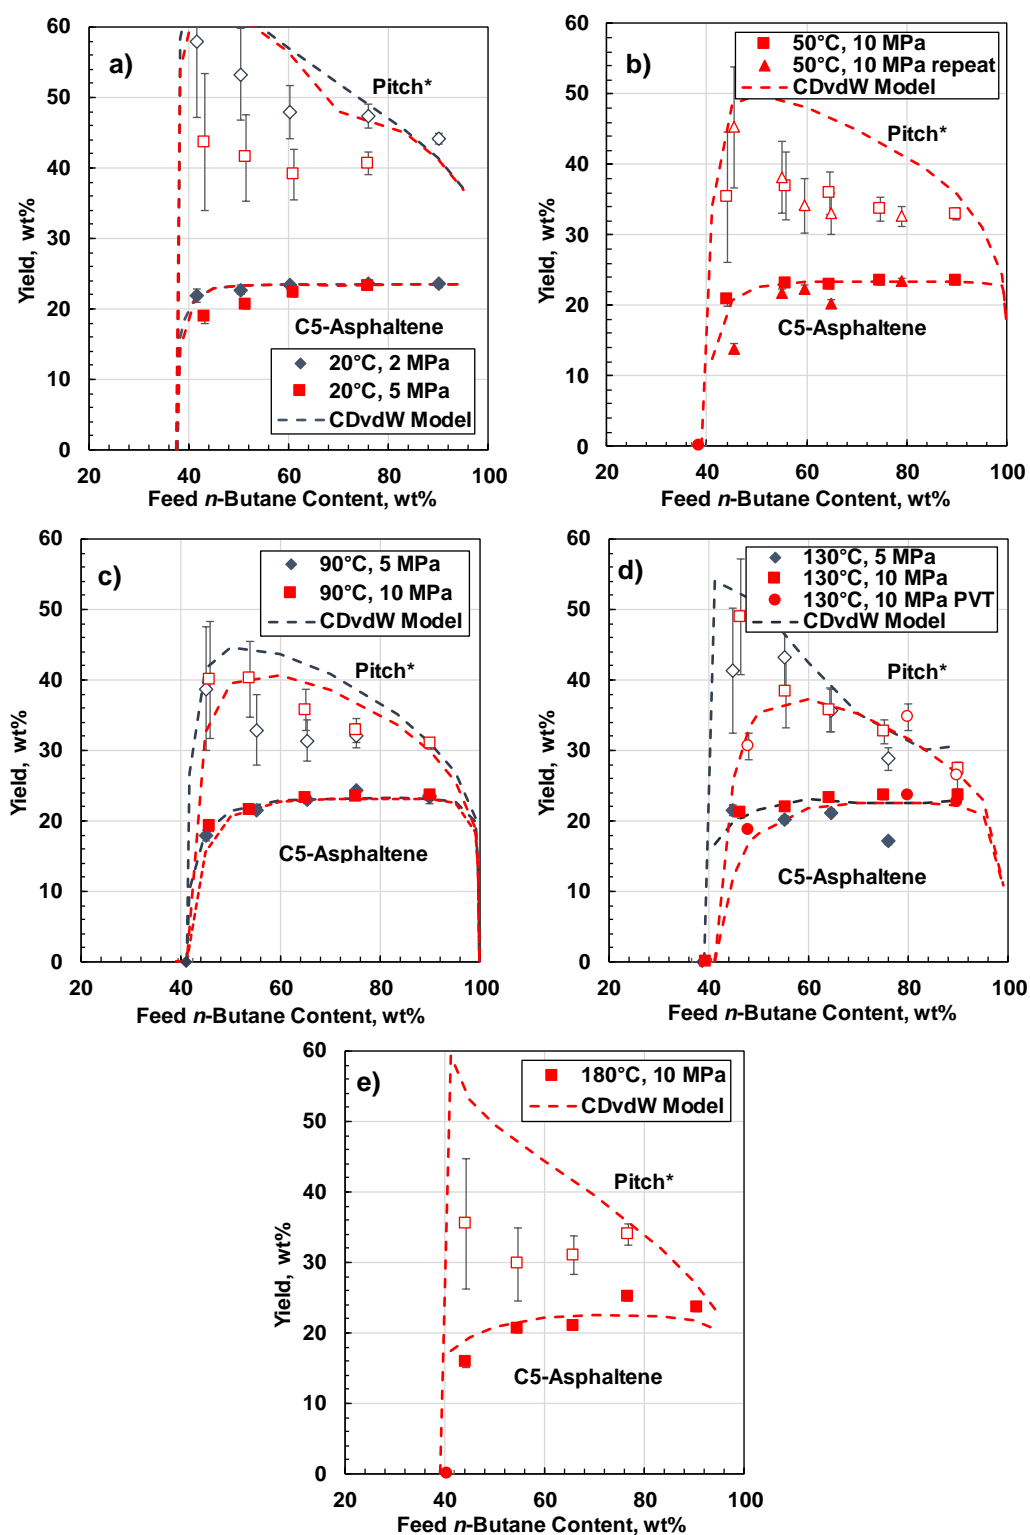 60
a)
Pitch*
50
40
30
20
10
0
Yield, wt%
C5-Asphaltene
20°C, 2 MPa
20°C, 5 MPa
CDvdW Model
20 40 60 80 100
Feed n-Butane Content, wt%
60
b)
50°C, 10 MPa
50°C, 10 MPa repeat
CDvdW Model
Pitch*
50
40
30
20
10
0
Yield, wt%
C5-Asphaltene
20 40 60 80 100
Feed n-Butane Content, wt%
60
c)
90°C, 5 MPa
90°C, 10 MPa
CDvdW Model
Pitch*
50
40
30
20
10
0
Yield, wt%
C5-Asphaltene
20 40 60 80 100
Feed n-Butane Content, wt%
60
d)
130°C, 5 MPa
130°C, 10 MPa
130°C, 10 MPa PVT
CDvdW Model
Pitch*
50
40
30
20
10
0
Yield, wt%
C5-Asphaltene
20 40 60 80 100
Feed n-Butane Content, wt%
60
e)
180°C, 10 MPa
CDvdW Model
Pitch*
50
40
30
20
10
0
Yield, wt%
C5-Asphaltene
20 40 60 80 100
Feed n-Butane Content, wt%